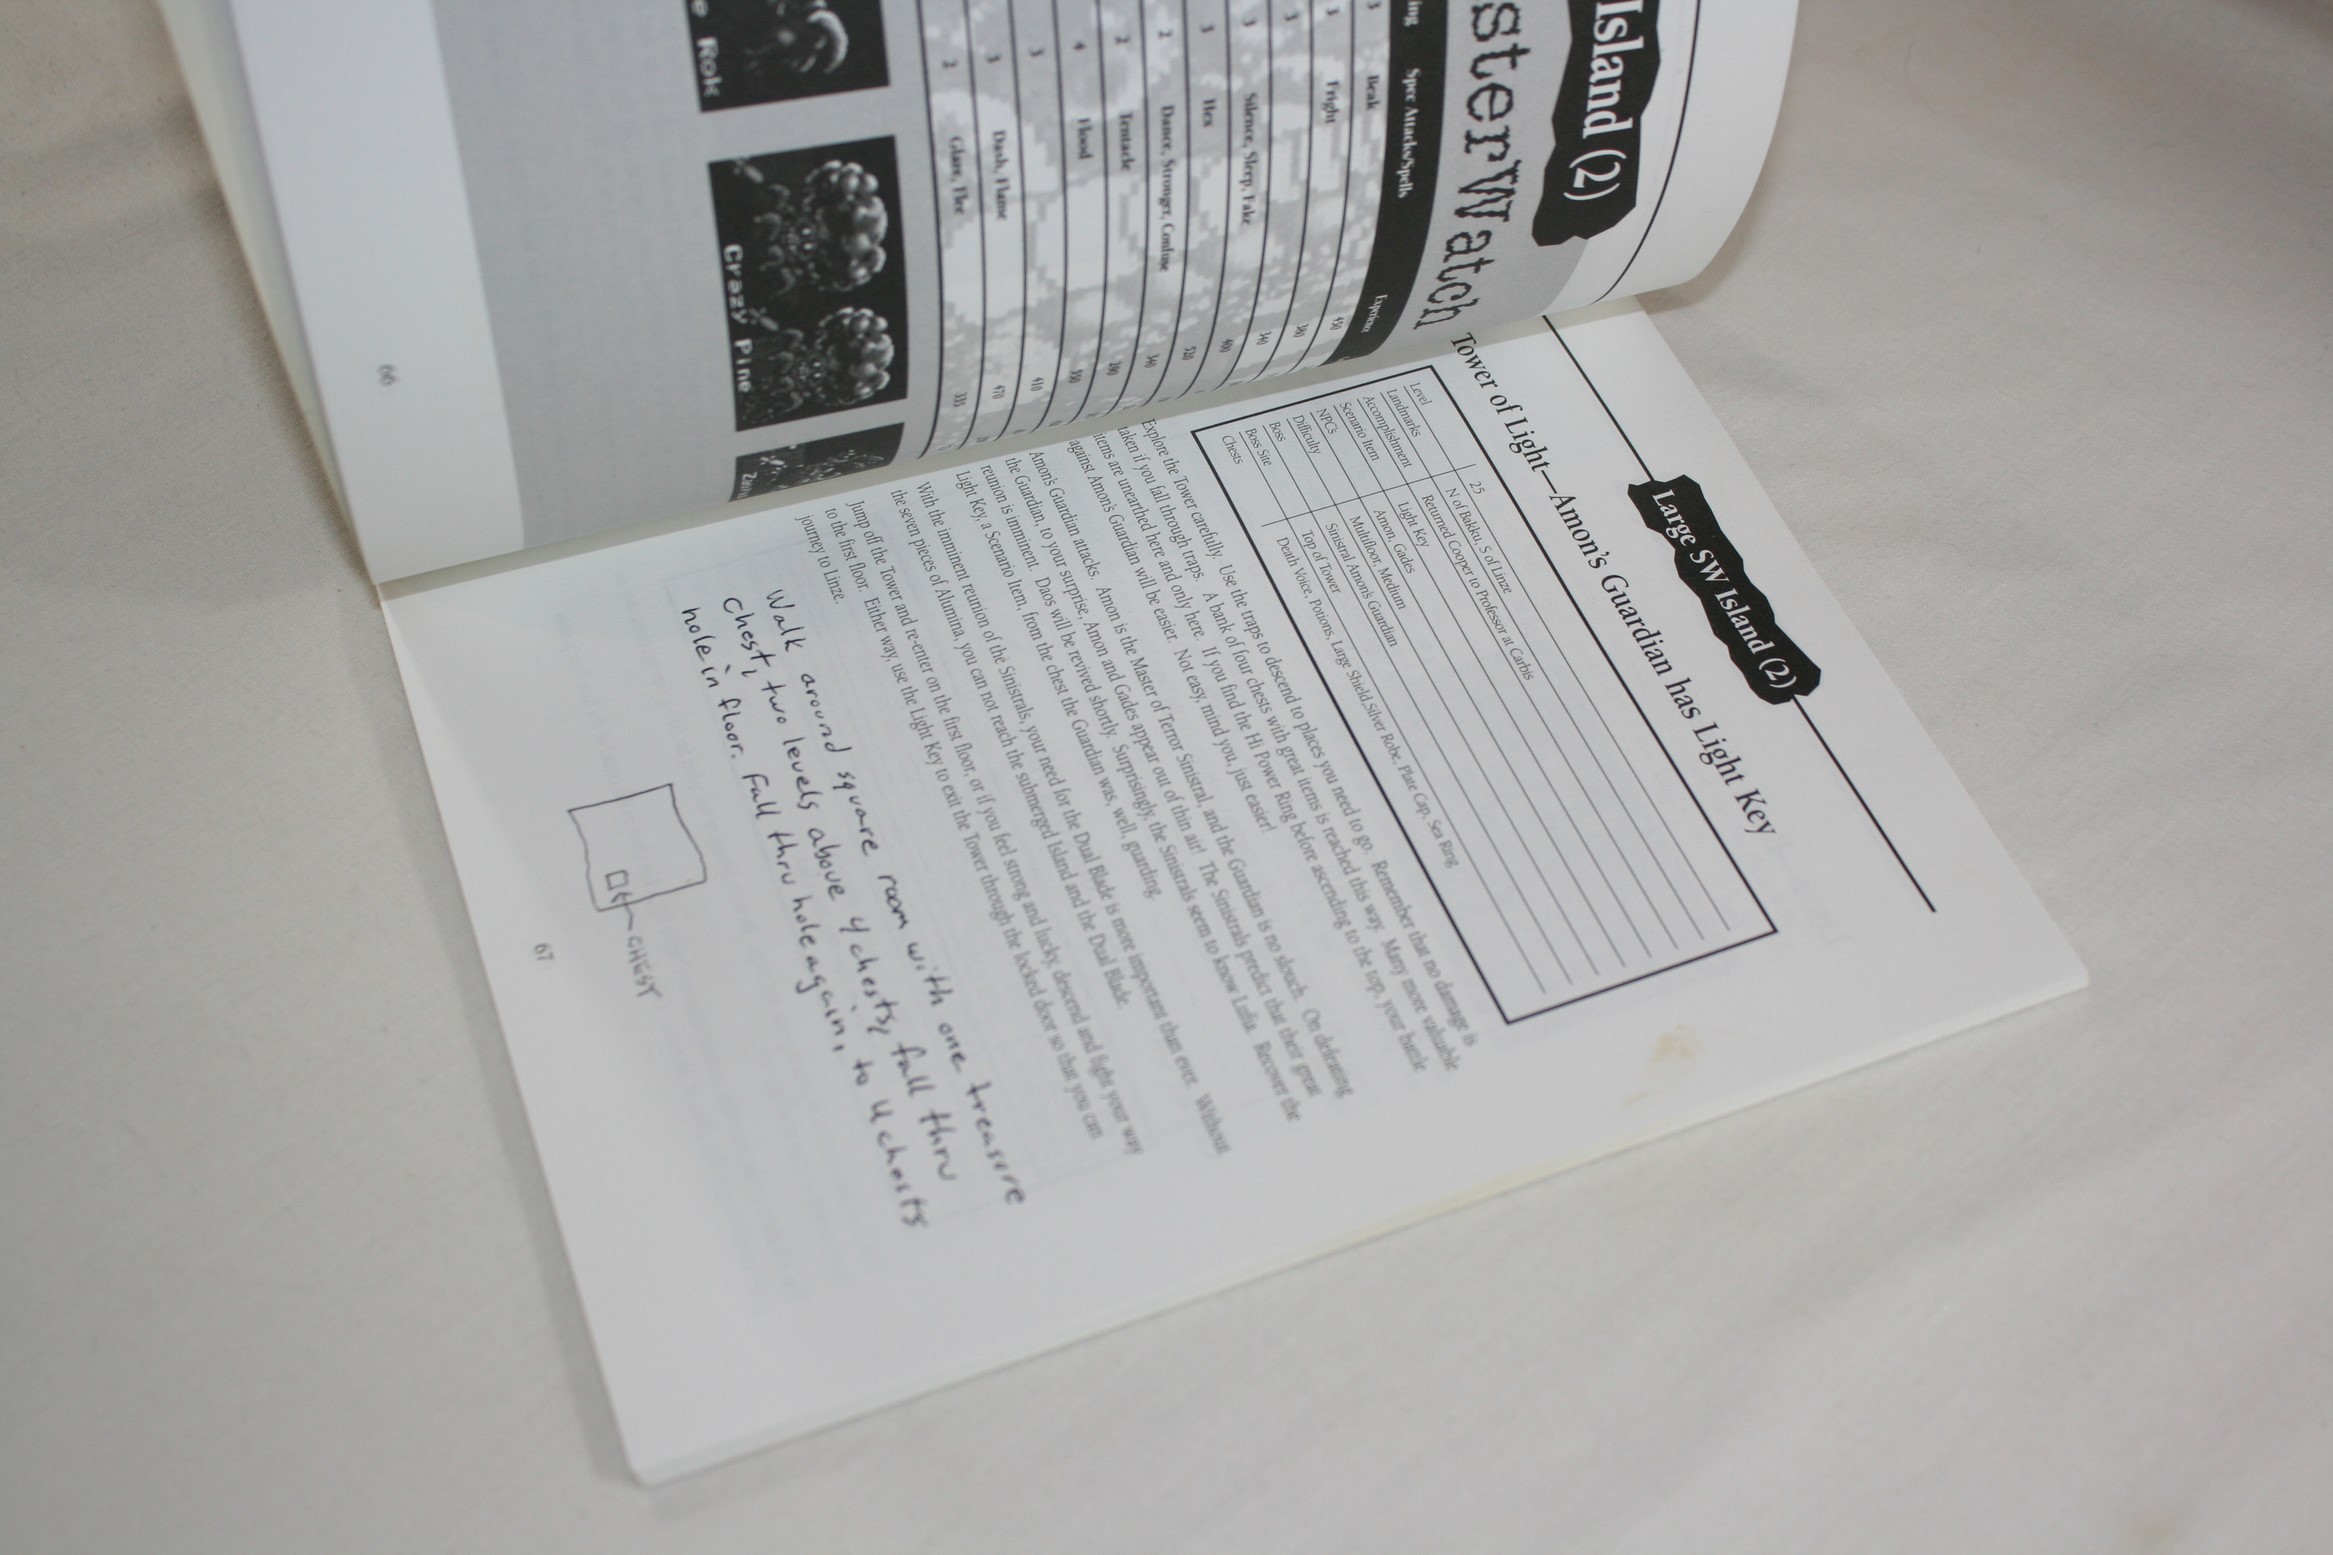 Island (2)
sterWatch
ing Spec Attacks/Spells Experience
3 Beak 450
3 Fright 380
3 340
3 Silence, Sleep, Fake 400
3 Hex 520
2 Dance, Stronger, Confuse 340
2 Tentacle 280
4 Flood 550
3 410
3 Dash, Flame 470
2 Glare, Flee 335
e Rok
Crazy Pine
66
Large SW Island (2)
Tower of Light—Amon's Guardian has Light Key
Level 25
Landmarks N of Bakku, S of Linze
Accomplishment Returned Cooper to Professor at Carbis
Scenario Item Light Key
NPCs Amon, Gades
Difficulty Multifloor, Medium
Boss Sinistral Amon's Guardian
Boss Site Top of Tower
Chests Death Voice, Potions, Large Shield,Silver Robe, Plate Cap, Sea Ring
Explore the Tower carefully. Use the traps to descend to places you need to go. Remember that no damage is
taken if you fall through traps. A bank of four chests with great items is reached this way. Many more valuable
items are unearthed here and only here. If you find the Hi Power Ring before ascending to the top, your battle
against Amon's Guardian will be easier. Not easy, mind you, just easier!
Amon's Guardian attacks. Amon is the Master of Terror Sinistral, and the Guardian is no slouch. On defeating
the Guardian, to your surprise, Amon and Gades appear out of thin air! The Sinistrals predict that their great
reunion is imminent. Daos will be revived shortly. Surprisingly, the Sinistrals seem to know Lufia. Recover the
Light Key, a Scenario Item, from the chest the Guardian was, well, guarding.
With the imminent reunion of the Sinistrals, your need for the Dual Blade is more important than ever. Without
the seven pieces of Alumina, you can not reach the submerged Island and the Dual Blade.
Jump off the Tower and re-enter on the first floor, or if you feel strong and lucky, descend and fight your way
to the first floor. Either way, use the Light Key to exit the Tower through the locked door so that you can
journey to Linze.
Walk around square room with one treasure
chest, two levels above 4 chests, fall thru
hole in floor. Fall thru hole again, to 4 chests
CHEST
67